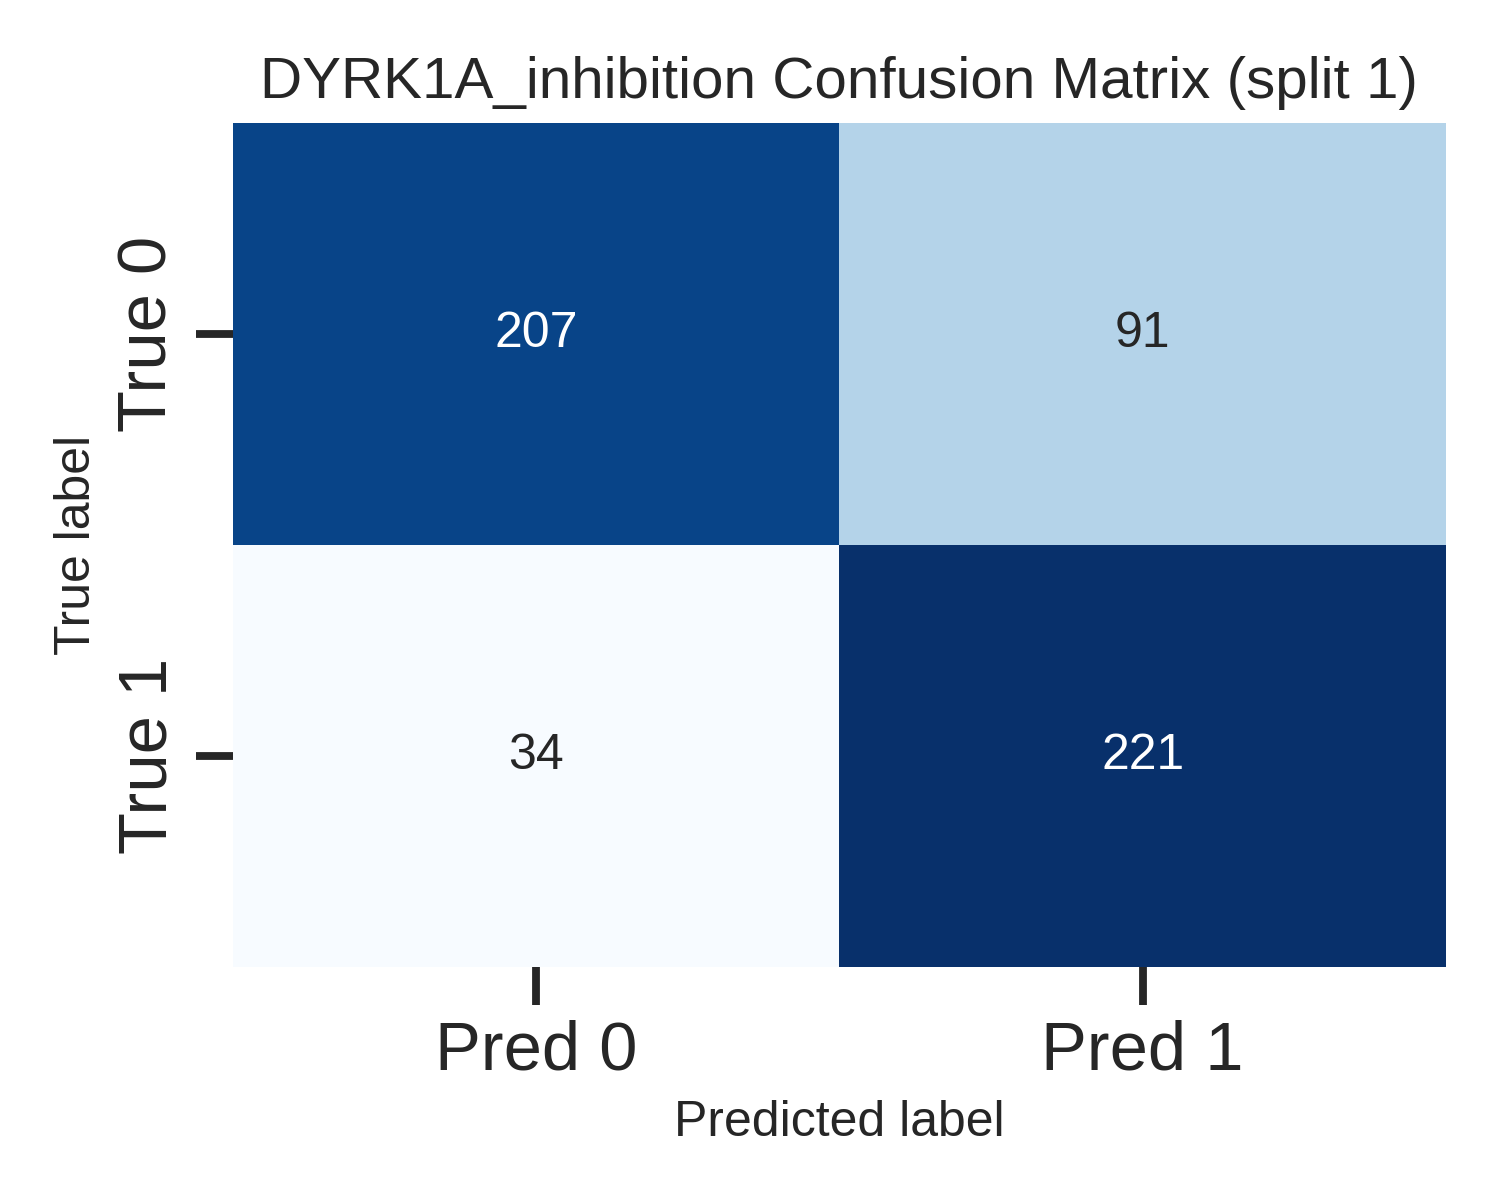 DYRK1A_inhibition Confusion Matrix (split 1)
True label
True 0
207
91
True 1
34
221
Pred 0
Pred 1
Predicted label